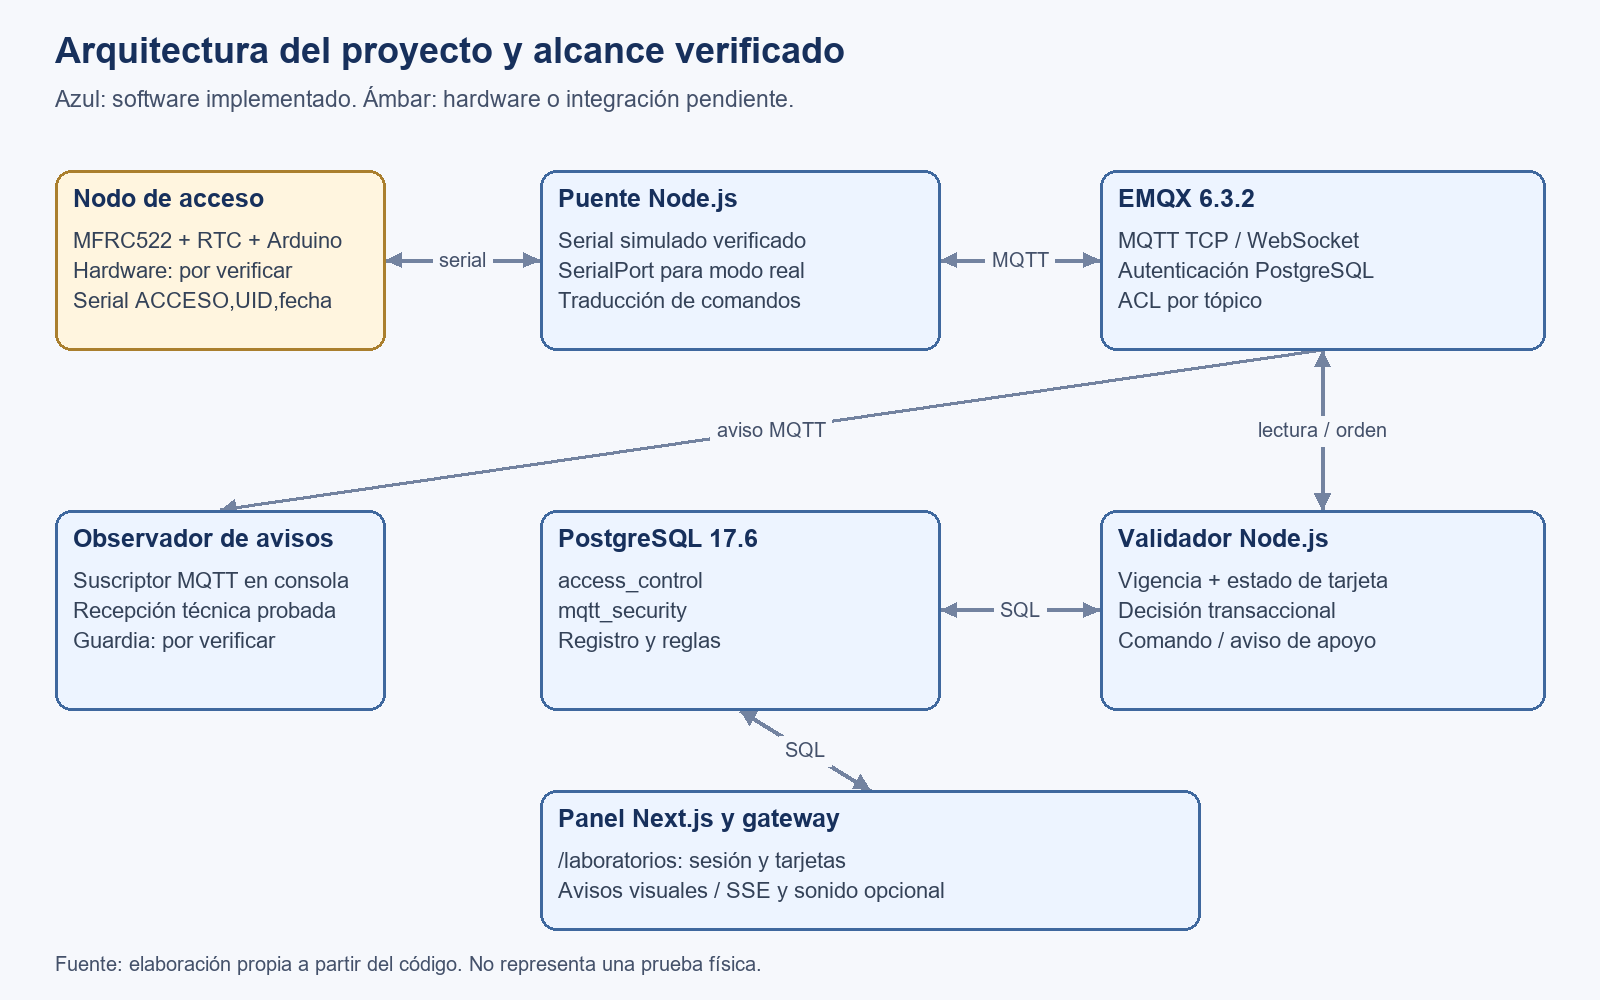 Arquitectura del proyecto y alcance verificado
Azul: software implementado. Ámbar: hardware o integración pendiente.
Nodo de acceso
MFRC522 + RTC + Arduino
Hardware: por verificar
Serial ACCESO,UID,fecha
serial
Puente Node.js
Serial simulado verificado
SerialPort para modo real
Traducción de comandos
MQTT
EMQX 6.3.2
MQTT TCP / WebSocket
Autenticación PostgreSQL
ACL por tópico
aviso MQTT
lectura / orden
Observador de avisos
Suscriptor MQTT en consola
Recepción técnica probada
Guardia: por verificar
PostgreSQL 17.6
access_control
mqtt_security
Registro y reglas
SQL
Validador Node.js
Vigencia + estado de tarjeta
Decisión transaccional
Comando / aviso de apoyo
SQL
Panel Next.js y gateway
/laboratorios: sesión y tarjetas
Avisos visuales / SSE y sonido opcional
Fuente: elaboración propia a partir del código. No representa una prueba física.